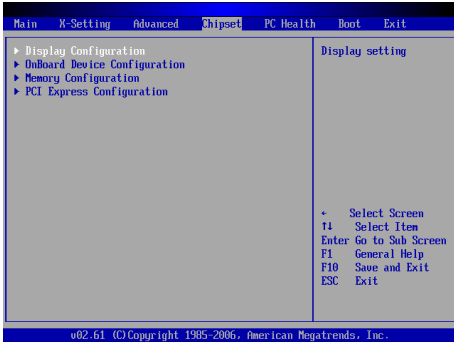 Main X-Setting Advanced Chipset PC Health Boot Exit
Display Configuration
OnBoard Device Configuration
Memory Configuration
PCI Express Configuration
Display setting
← Select Screen
↑↓ Select Item
Enter Go to Sub Screen
F1 General Help
F10 Save and Exit
ESC Exit
v02.61 (C)Copyright 1985-2006, American Megatrends, Inc.